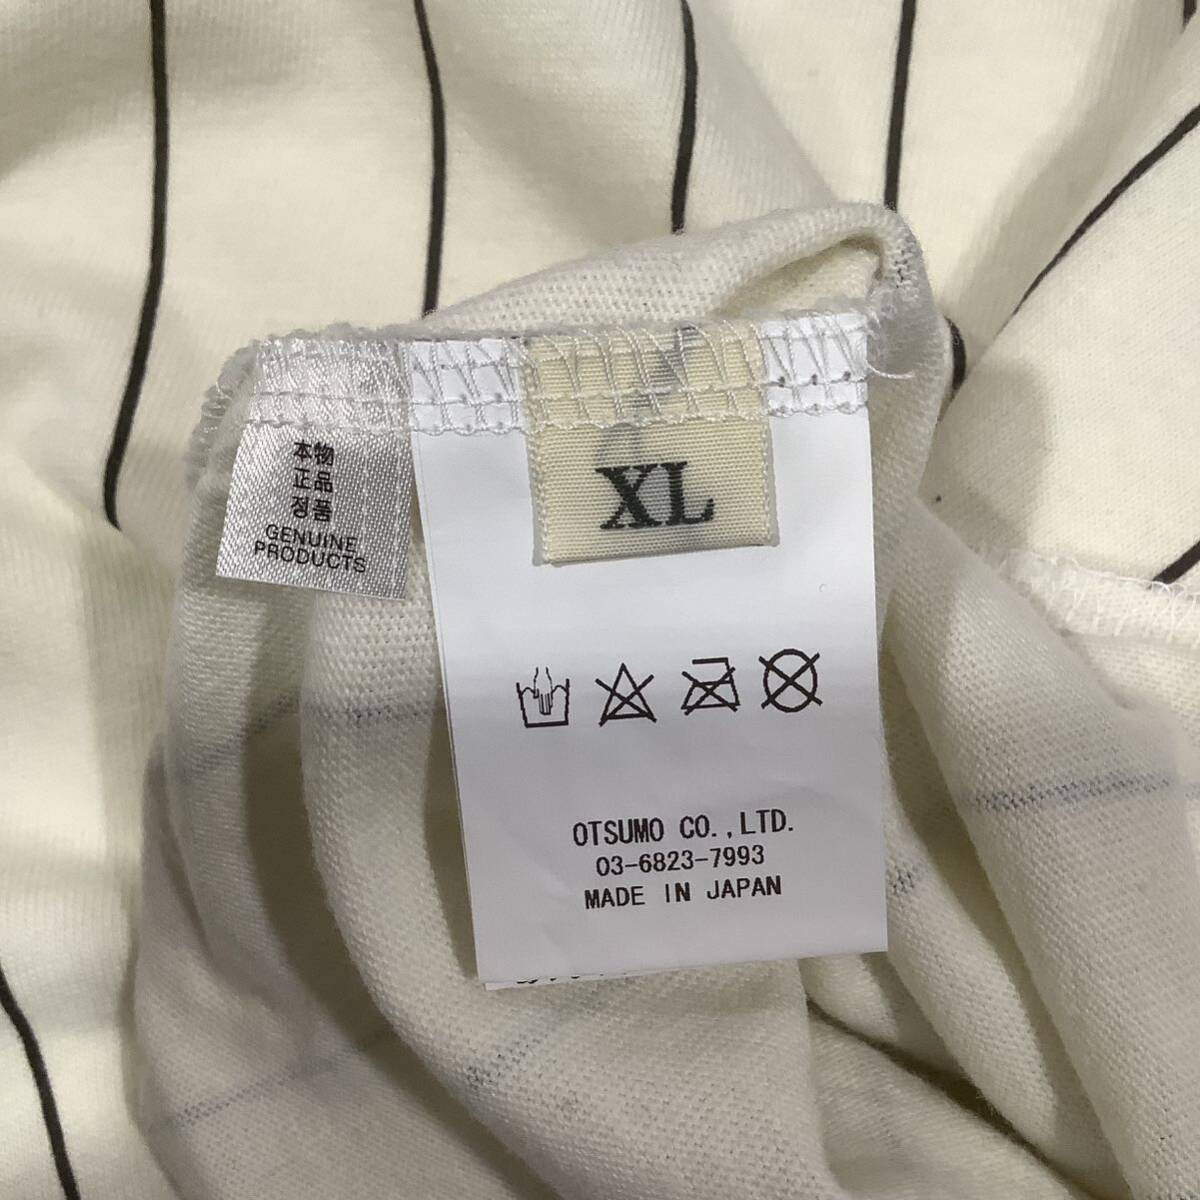 本物
正品
정품
GENUINE
PRODUCTS
XL
OTSUMO CO.,LTD.
03-6823-7993
MADE IN JAPAN